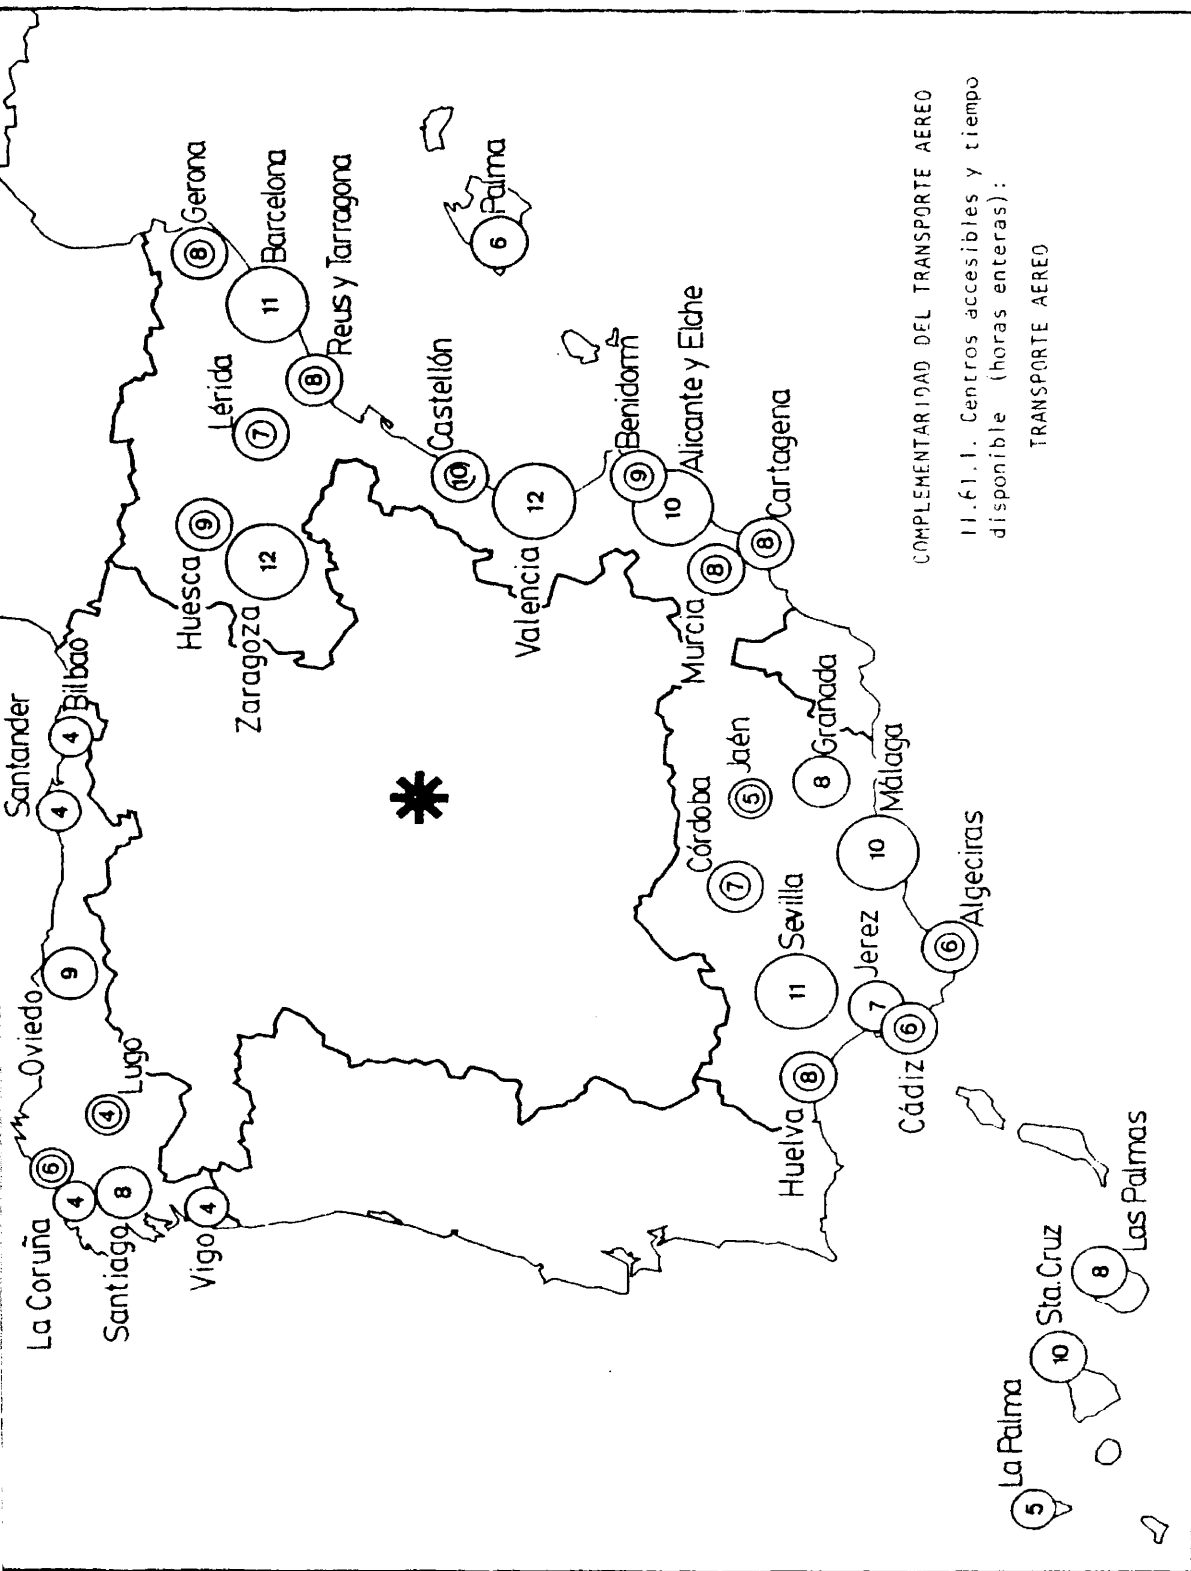 La Coruña
6
4
Santiago
8
Vigo
4
Lugo
4
Oviedo
9
Santander
4
Bilbao
4
Huesca
9
Zaragoza
12
Lérida
7
Gerona
8
Barcelona
11
Reus y Tarragona
8
Castellón
10
Valencia
12
Palma
6
Benidorm
9
Alicante y Elche
10
Murcia
8
Cartagena
8
Córdoba
7
Jaén
5
Granada
8
Málaga
10
Sevilla
11
Jerez
7
Huelva
8
Cádiz
6
Algeciras
6
La Palma
5
Sta. Cruz
10
Las Palmas
8
COMPLEMENTARIDAD DEL TRANSPORTE AEREO
11.61.1. Centros accesibles y tiempo
disponible (horas enteras):
TRANSPORTE AEREO